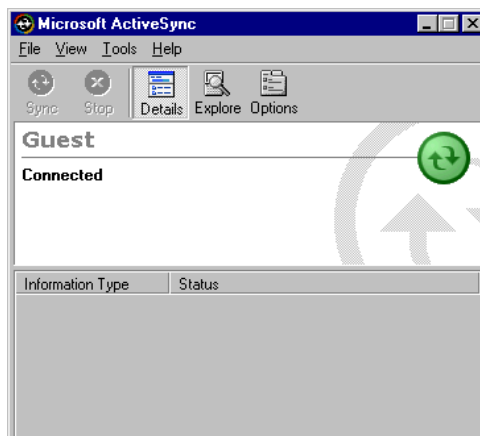 Microsoft ActiveSync
File View Tools Help
Sync Stop Details Explore Options
Guest
Connected
Information Type Status